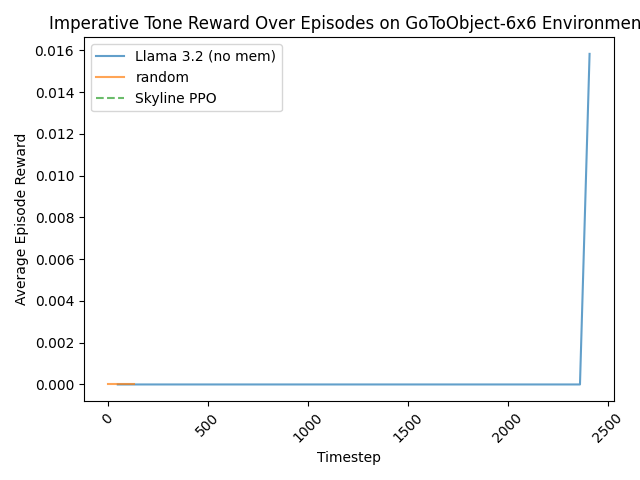 Imperative Tone Reward Over Episodes on GoToObject-6x6 Environmen
Llama 3.2 (no mem)
random
Skyline PPO
Average Episode Reward
0.016
0.014
0.012
0.010
0.008
0.006
0.004
0.002
0.000
0
500
1000
1500
2000
2500
Timestep